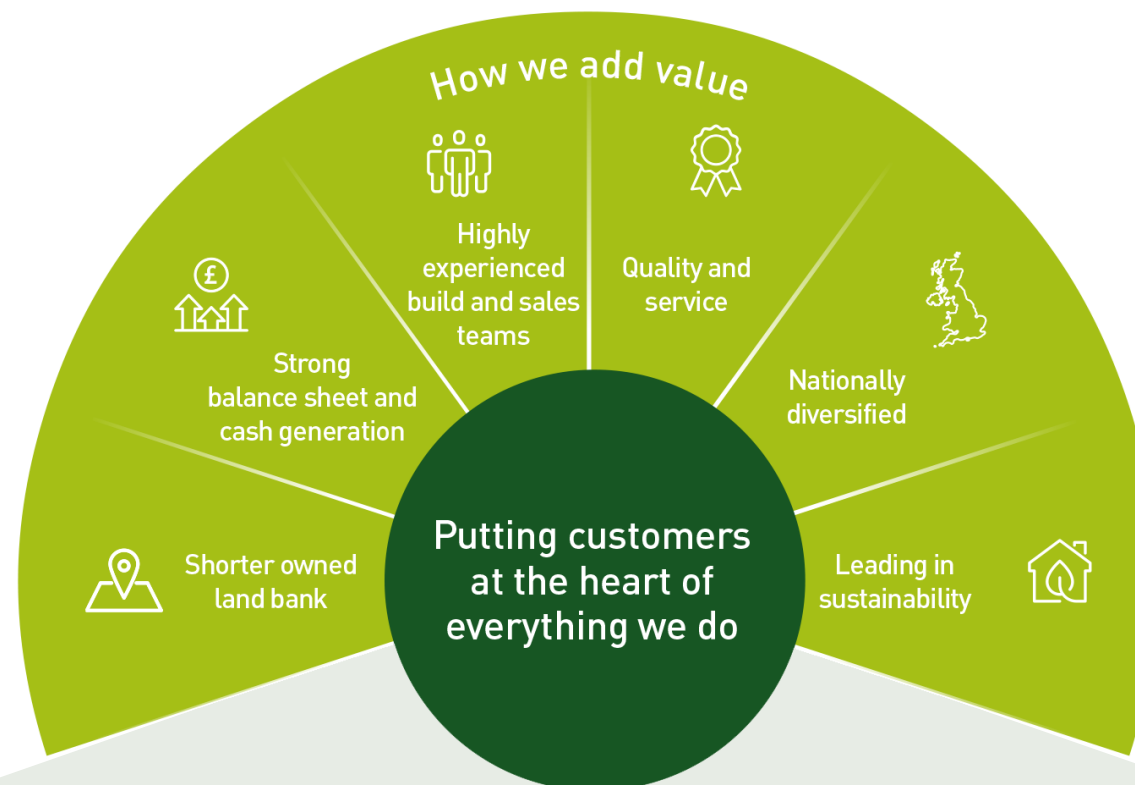 How we add value
Highly
experienced
build and sales
teams
Quality and
service
£
Strong
balance sheet and
cash generation
Nationally
diversified
Shorter owned
land bank
Putting customers
at the heart of
everything we do
Leading in
sustainability